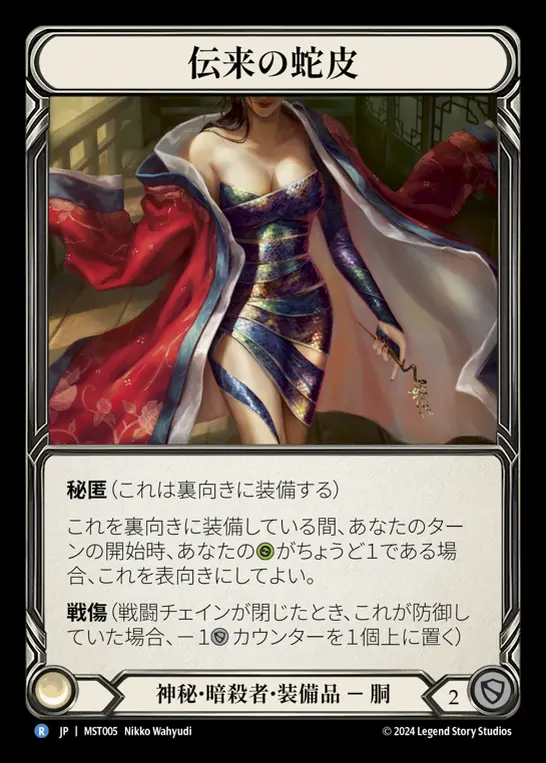 伝来の蛇皮
秘匿(これは裏向きに装備する)
これを裏向きに装備している間、あなたのター
ンの開始時、あなたのがちょうど1である場
合、これを表向きにしてよい。
戦傷(戦闘チェインが閉じたとき、これが防御し
ていた場合、－1カウンターを1個上に置く)
神秘・暗殺者・装備品 － 胴
2
R JP | MST005 Nikko Wahyudi
© 2024 Legend Story Studios